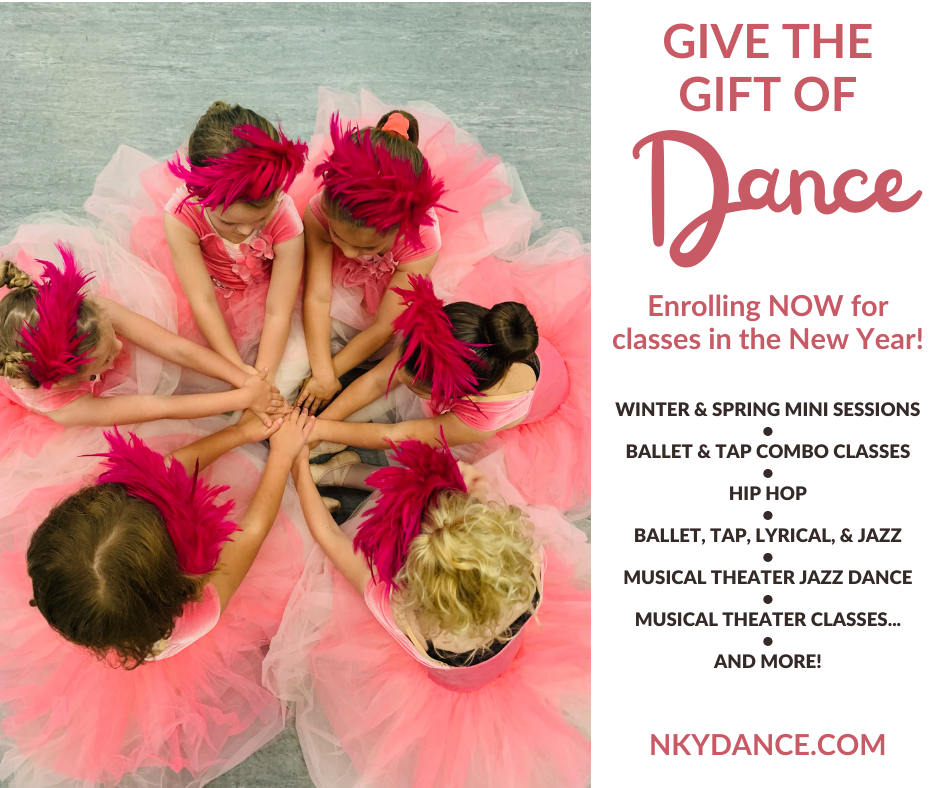 GIVE THE
GIFT OF
Dance
Enrolling NOW for
classes in the New Year!
WINTER & SPRING MINI SESSIONS
●
BALLET & TAP COMBO CLASSES
●
HIP HOP
●
BALLET, TAP, LYRICAL, & JAZZ
●
MUSICAL THEATER JAZZ DANCE
●
MUSICAL THEATER CLASSES...
●
AND MORE!
NKYDANCE.COM